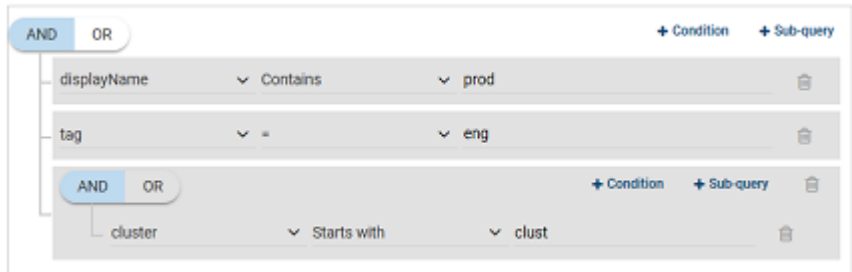 AND OR + Condition + Sub-query
displayName Contains prod
tag = eng
AND OR + Condition + Sub-query
cluster Starts with clust